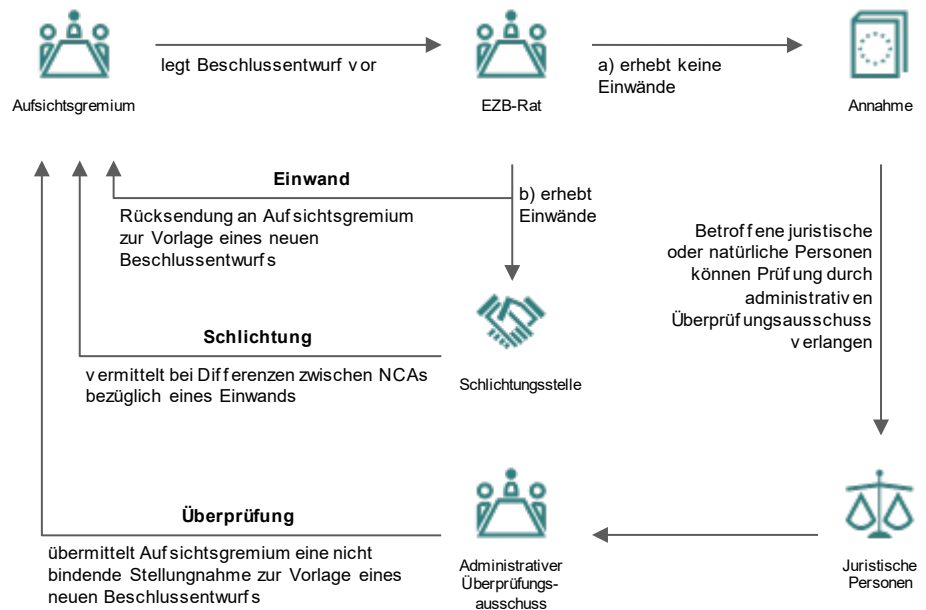 legt Beschlussentwurf vor
a) erhebt keine
Einwände
Aufsichtsgremium
EZB-Rat
Annahme
Einwand
b) erhebt
Einwände
Rücksendung an Aufsichtsgremium
zur Vorlage eines neuen
Beschlussentwurfs
Betroffene juristische
oder natürliche Personen
können Prüfung durch
administrativen
Überprüfungsausschuss
verlangen
Schlichtung
vermittelt bei Differenzen zwischen NCAs
bezüglich eines Einwands
Schlichtungsstelle
Überprüfung
übermittelt Aufsichtsgremium eine nicht
bindende Stellungnahme zur Vorlage eines
neuen Beschlussentwurfs
Administrativer
Überprüfungs-
ausschuss
Juristische
Personen